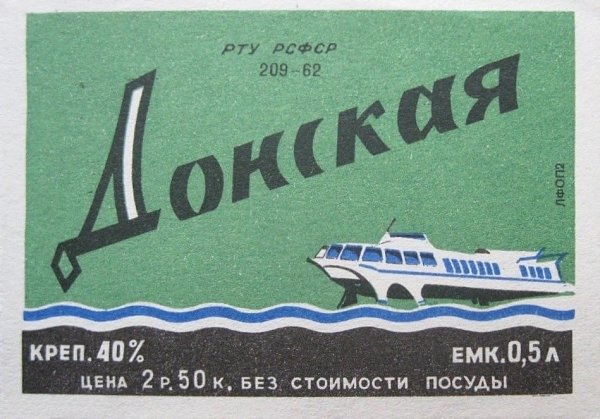 РТУ РСФСР
209-62
Донская
ЛФОП2
КРЕП. 40%
ЕМК. 0,5 Л
ЦЕНА 2 Р. 50 К. БЕЗ СТОИМОСТИ ПОСУДЫ